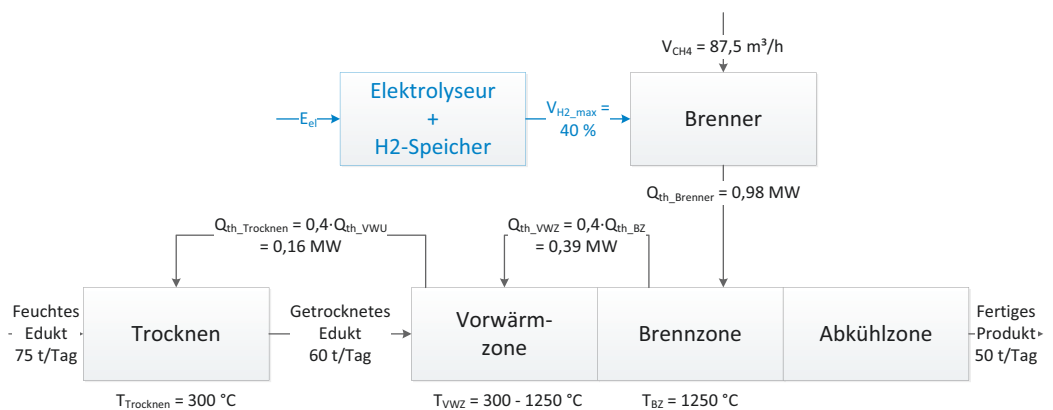 V_CH4 = 87,5 m³/h
Elektrolyseur
+
H2-Speicher
E_el
V_H2_max =
40 %
Brenner
Q_th_Brenner = 0,98 MW
Q_th_Trocknen = 0,4·Q_th_VWU
= 0,16 MW
Q_th_VWZ = 0,4·Q_th_BZ
= 0,39 MW
Feuchtes
Edukt
75 t/Tag
Trocknen
Getrocknetes
Edukt
60 t/Tag
Vorwärm-
zone
Brennzone
Abkühlzone
Fertiges
Produkt
50 t/Tag
T_Trocknen = 300 °C
T_VWZ = 300 - 1250 °C
T_BZ = 1250 °C